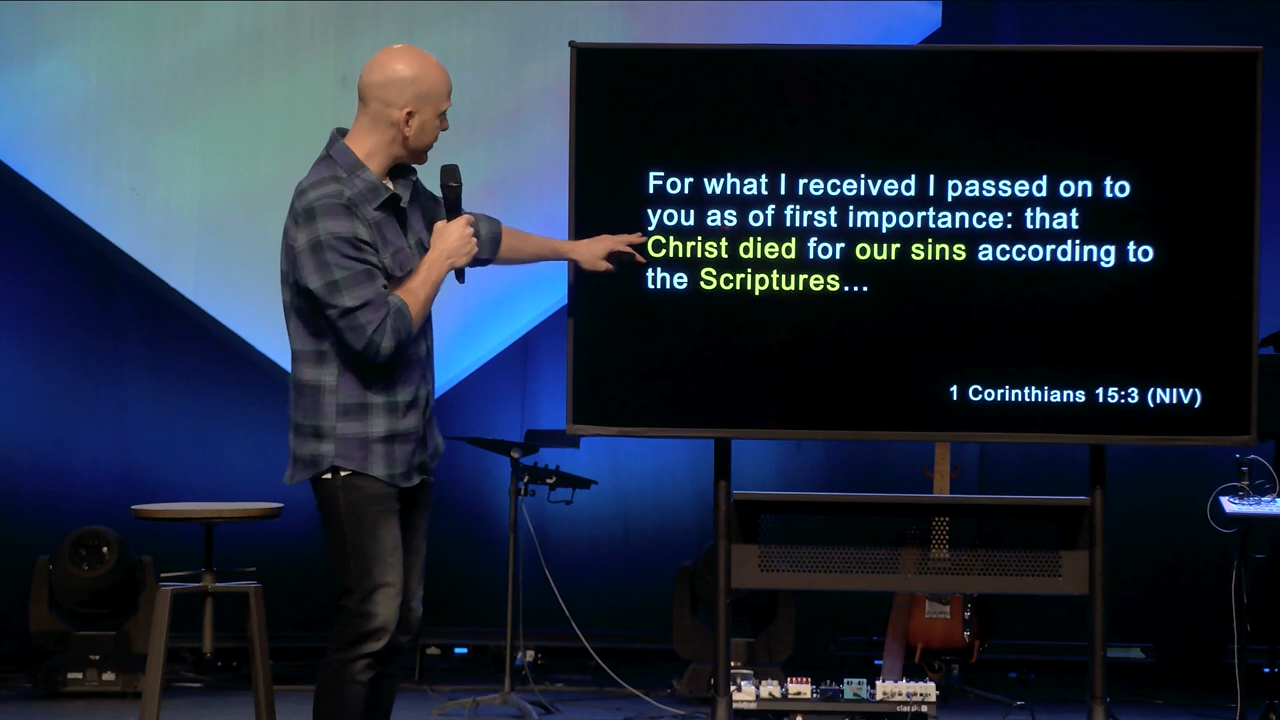 For what I received I passed on to
you as of first importance: that
Christ died for our sins according to
the Scriptures...
1 Corinthians 15:3 (NIV)